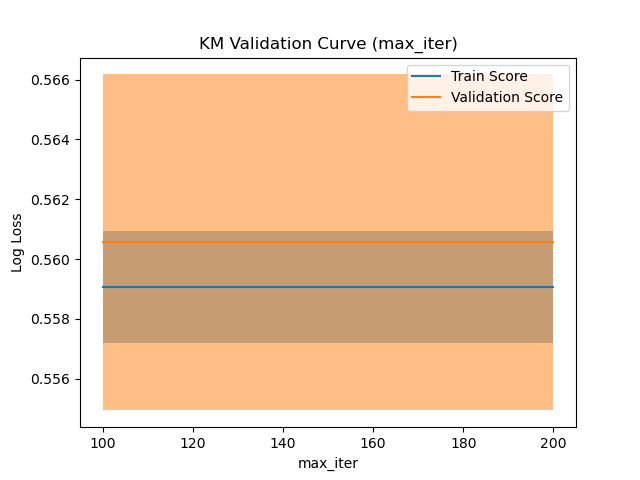 KM Validation Curve (max_iter)
Train Score
Validation Score
0.566
0.564
0.562
0.560
0.558
0.556
Log Loss
100
120
140
160
180
200
max_iter